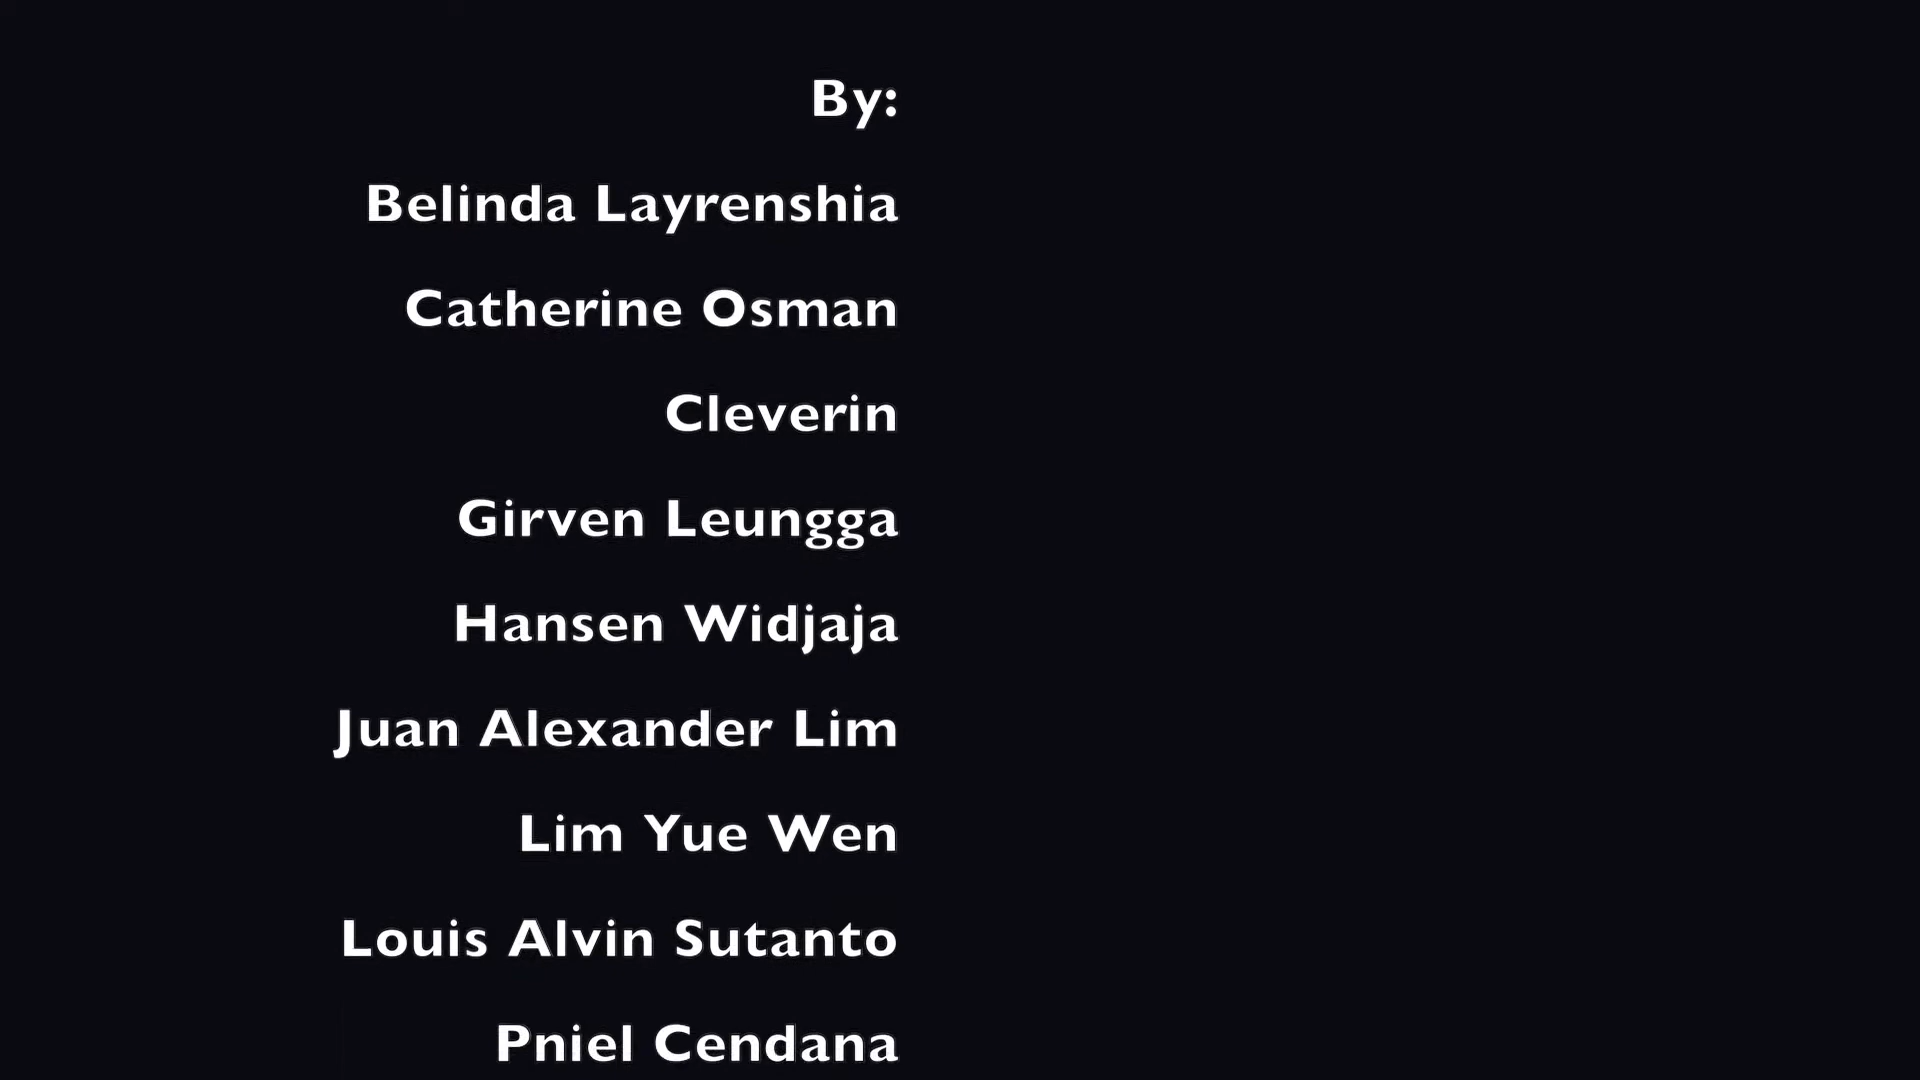 By:
Belinda Layrenshia
Catherine Osman
Cleverin
Girven Leungga
Hansen Widjaja
Juan Alexander Lim
Lim Yue Wen
Louis Alvin Sutanto
Pniel Cendana